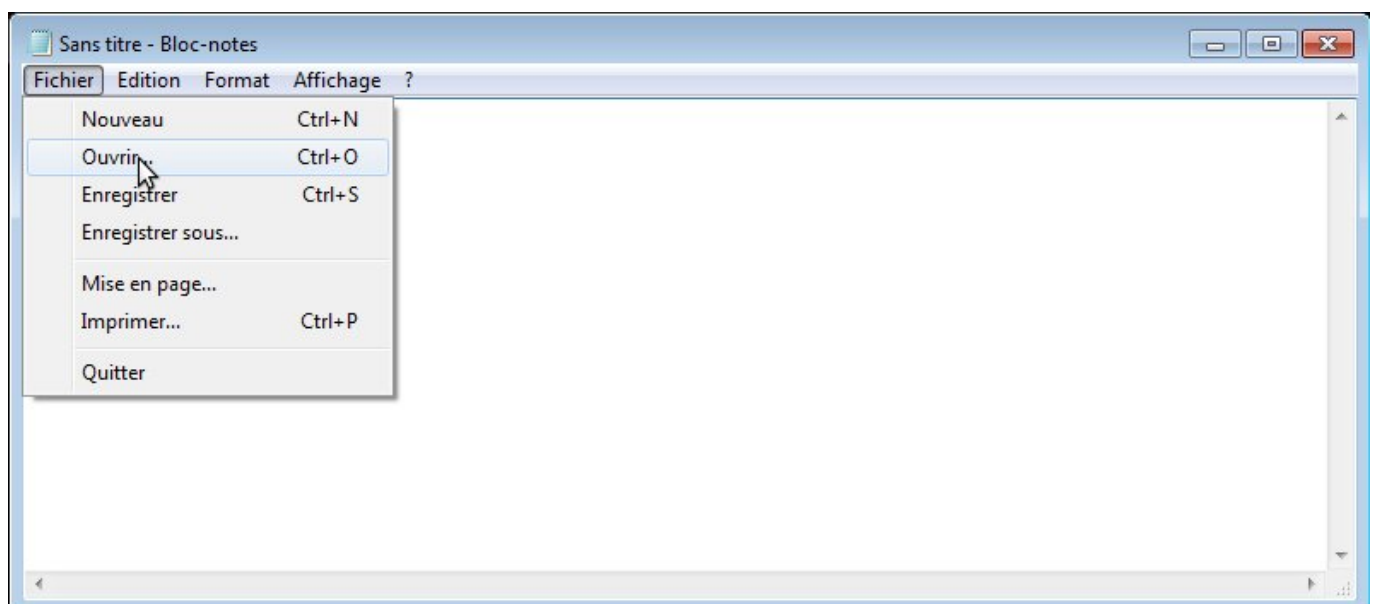 Sans titre - Bloc-notes
Fichier Edition Format Affichage ?
Nouveau Ctrl+N
Ouvrir... Ctrl+O
Enregistrer Ctrl+S
Enregistrer sous...
Mise en page...
Imprimer... Ctrl+P
Quitter